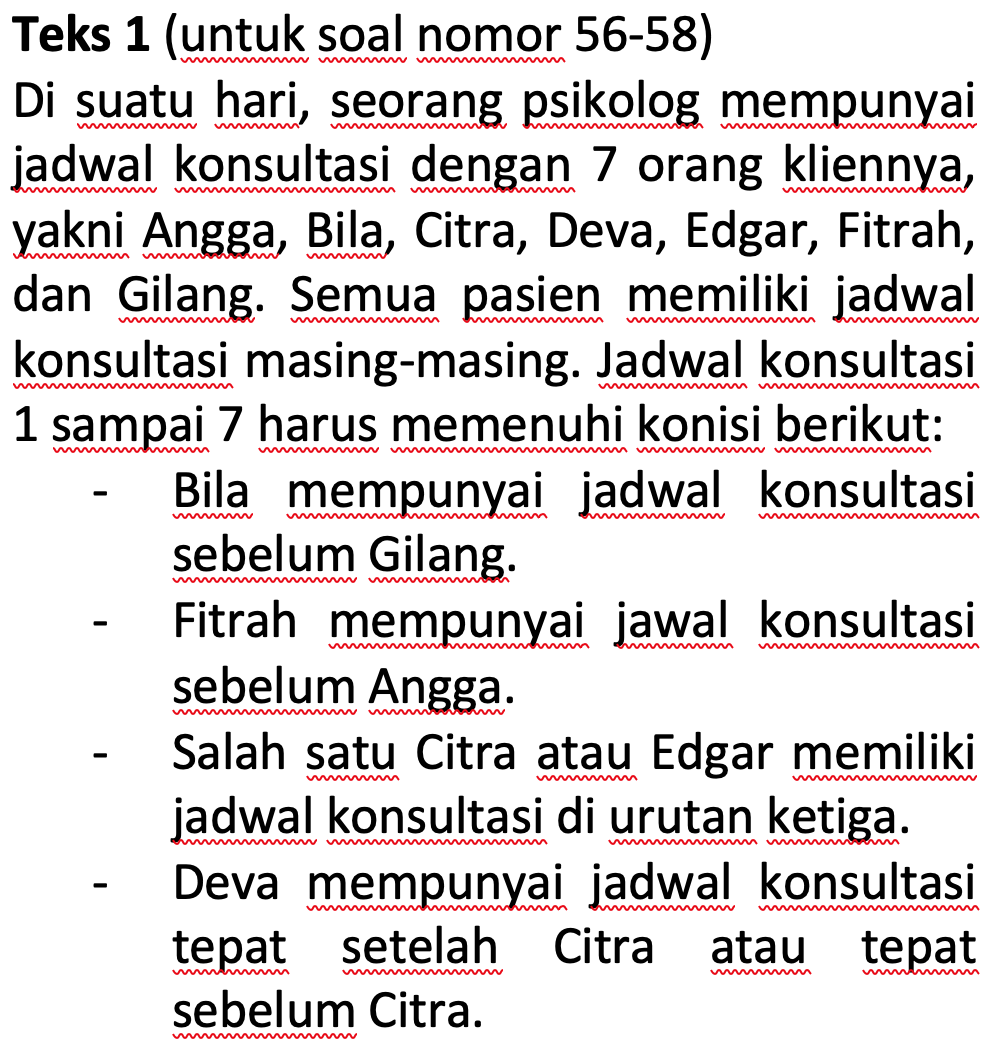 Teks 1 (untuk soal nomor 56-58)
Di suatu hari, seorang psikolog mempunyai
jadwal konsultasi dengan 7 orang kliennya,
yakni Angga, Bila, Citra, Deva, Edgar, Fitrah,
dan Gilang. Semua pasien memiliki jadwal
konsultasi masing-masing. Jadwal konsultasi
1 sampai 7 harus memenuhi konisi berikut:
- Bila mempunyai jadwal konsultasi
sebelum Gilang.
- Fitrah mempunyai jawal konsultasi
sebelum Angga.
- Salah satu Citra atau Edgar memiliki
jadwal konsultasi di urutan ketiga.
- Deva mempunyai jadwal konsultasi
tepat setelah Citra atau tepat
sebelum Citra.